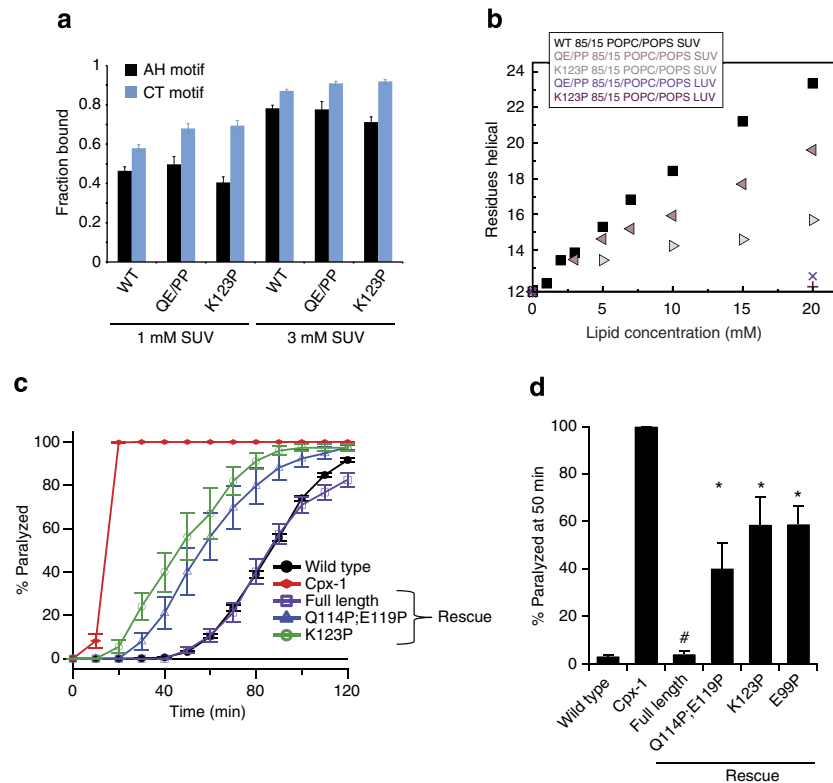 a
Fraction bound
1
0.8
0.6
0.4
0.2
0
AH motif
CT motif
WT
QE/PP
K123P
WT
QE/PP
K123P
1 mM SUV
3 mM SUV
b
WT 85/15 POPC/POPS SUV
QE/PP 85/15 POPC/POPS SUV
K123P 85/15 POPC/POPS SUV
QE/PP 85/15/POPC/POPS LUV
K123P 85/15 POPC/POPS LUV
Residues helical
24
22
20
18
16
14
12
0
5
10
15
20
Lipid concentration (mM)
c
% Paralyzed
100
80
60
40
20
0
0
40
80
120
Time (min)
Wild type
Cpx-1
Full length
Q114P;E119P
K123P
Rescue
d
% Paralyzed at 50 min
100
80
60
40
20
0
#
*
*
*
Wild type
Cpx-1
Full length
Q114P;E119P
K123P
E99P
Rescue